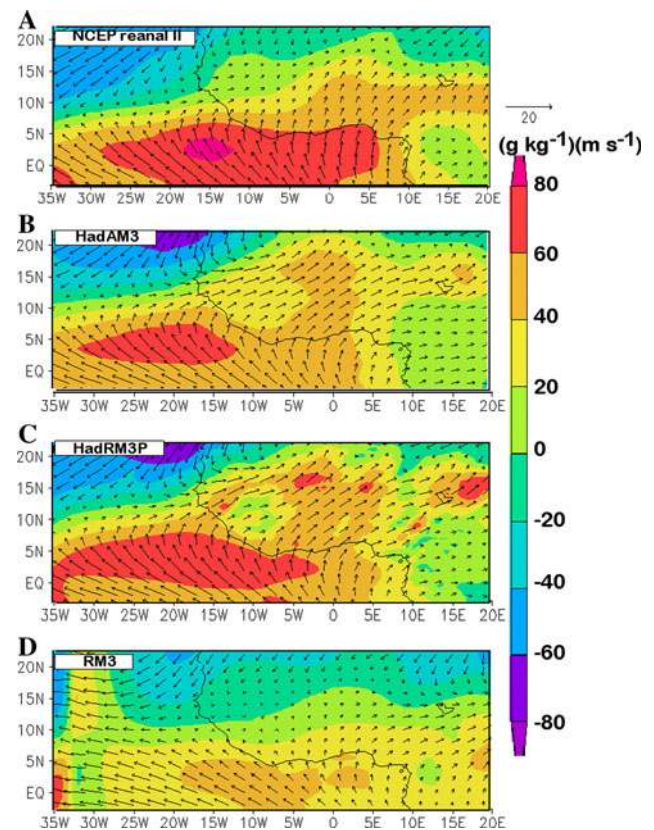 A
NCEP reanal II
20N
15N
10N
5N
EQ
35W 30W 25W 20W 15W 10W 5W 0 5E 10E 15E 20E
B
HadAM3
20N
15N
10N
5N
EQ
35W 30W 25W 20W 15W 10W 5W 0 5E 10E 15E 20E
C
HadRM3P
20N
15N
10N
5N
EQ
35W 30W 25W 20W 15W 10W 5W 0 5E 10E 15E 20E
D
RM3
20N
15N
10N
5N
EQ
35W 30W 25W 20W 15W 10W 5W 0 5E 10E 15E 20E
20
(g kg⁻¹)(m s⁻¹)
80
60
40
20
0
-20
-40
-60
-80